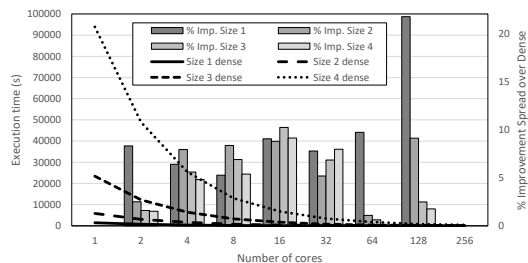 100000
90000
80000
70000
60000
50000
40000
30000
20000
10000
0
Execution time (s)
% Imp. Size 1
% Imp. Size 2
% Imp. Size 3
% Imp. Size 4
Size 1 dense
Size 2 dense
Size 3 dense
Size 4 dense
20
15
10
5
0
% Improvement Spread over Dense
1 2 4 8 16 32 64 128 256
Number of cores